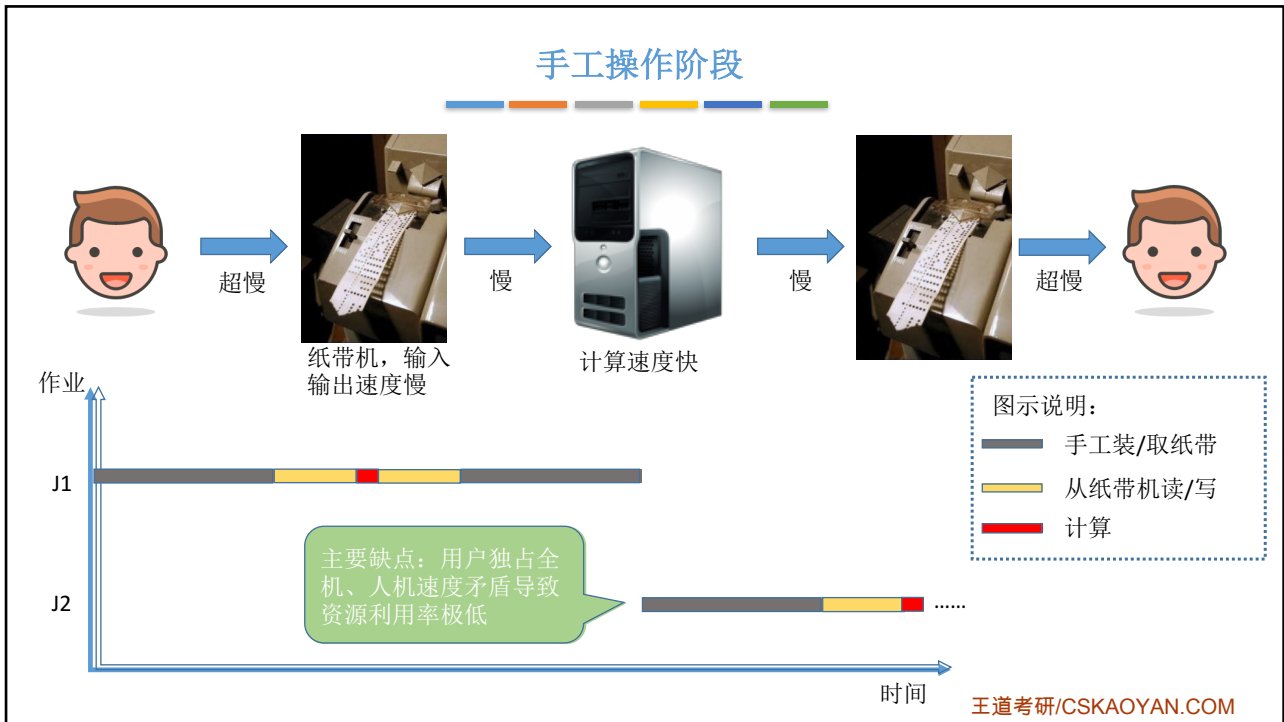 手工操作阶段
超慢
慢
慢
超慢
纸带机，输入
输出速度慢
计算速度快
作业
图示说明：
手工装/取纸带
从纸带机读/写
计算
J1
主要缺点：用户独占全
机、人机速度矛盾导致
资源利用率极低
J2
......
时间
王道考研/CSKAOYAN.COM